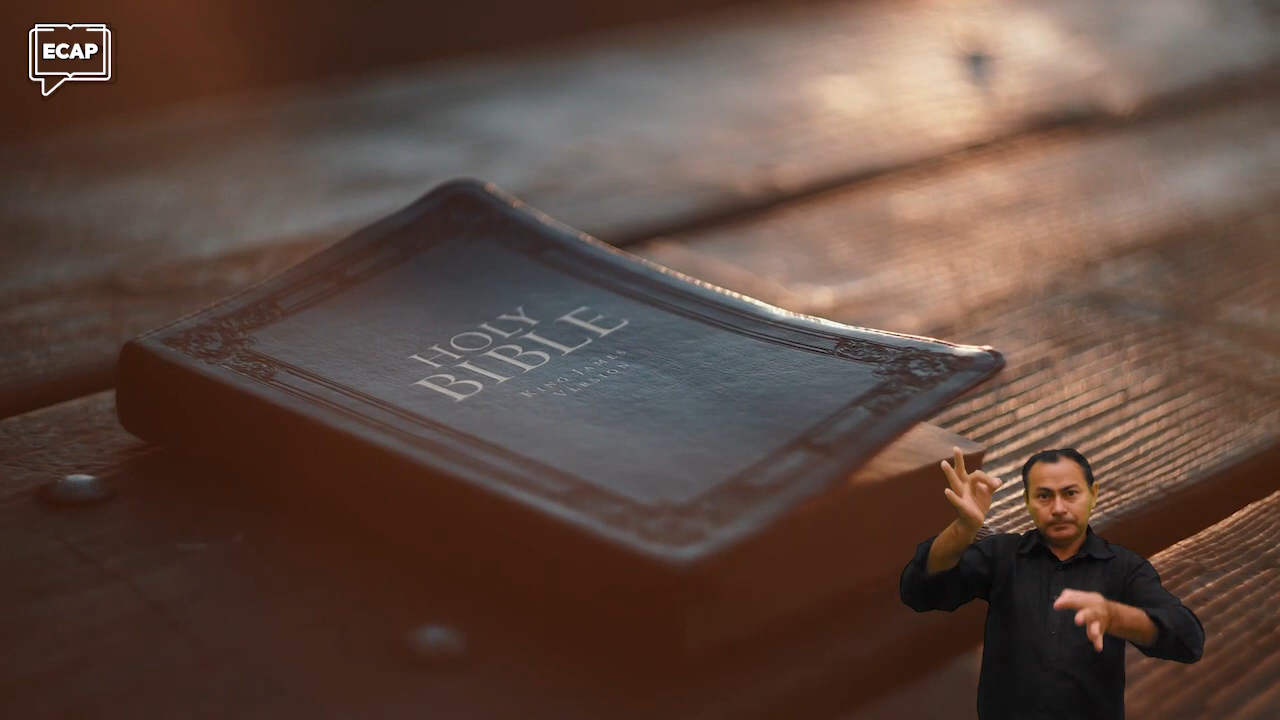 ECAP
HOLY
BIBLE
KING JAMES
VERSION